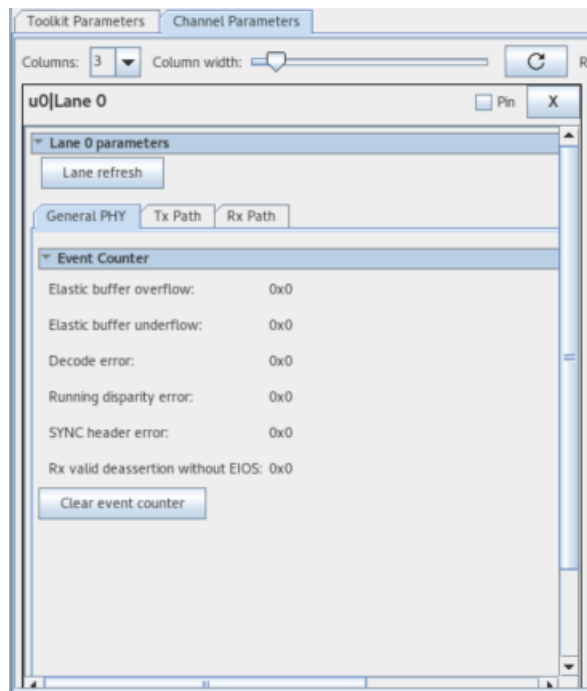 Toolkit Parameters Channel Parameters
Columns: 3 Column width: R
u0|Lane 0 Pin X
Lane 0 parameters
Lane refresh
General PHY Tx Path Rx Path
Event Counter
Elastic buffer overflow: 0x0
Elastic buffer underflow: 0x0
Decode error: 0x0
Running disparity error: 0x0
SYNC header error: 0x0
Rx valid deassertion without EIOS: 0x0
Clear event counter